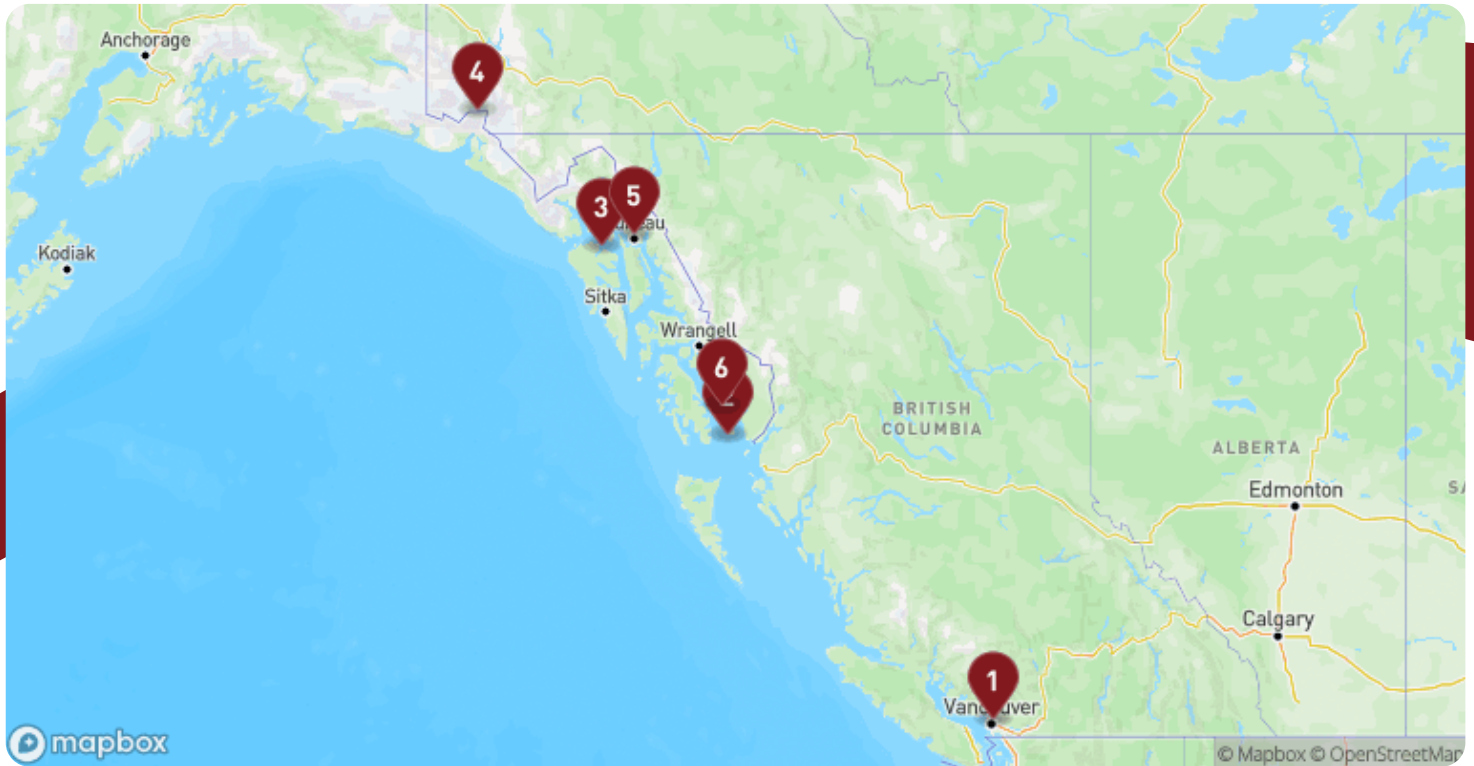 Anchorage
4
3
5
Kodiak
Sitka
Wrangell
6
BRITISH
COLUMBIA
ALBERTA
Edmonton
Calgary
1
mapbox
© Mapbox © OpenStreetMap